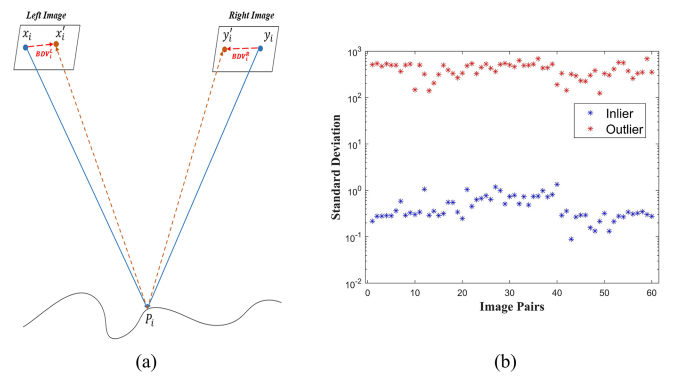 Left Image
Right Image
x_i x_i'
y_i' y_i
BDV_i^L
BDV_i^R
P_i
(a)
10^3
10^2
10^1
10^0
10^-1
10^-2
Standard Deviation
Inlier
Outlier
0 10 20 30 40 50 60
Image Pairs
(b)